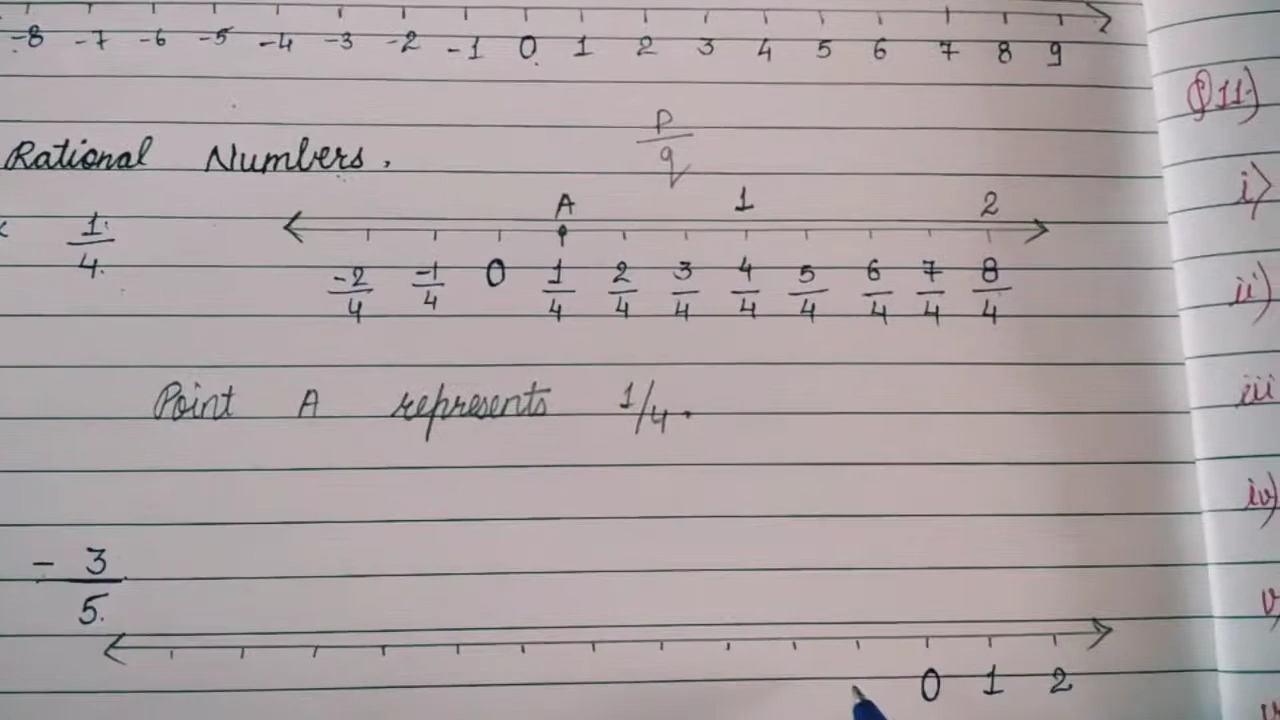 -8 -7 -6 -5 -4 -3 -2 -1 0 1 2 3 4 5 6 7 8 9
Q11)
p/q
Rational Numbers.
i)
A 1 2
1/4
-2/4 -1/4 0 1/4 2/4 3/4 4/4 5/4 6/4 7/4 8/4
ii)
Point A represents 1/4.
iii
iv)
- 3/5.
v)
0 1 2